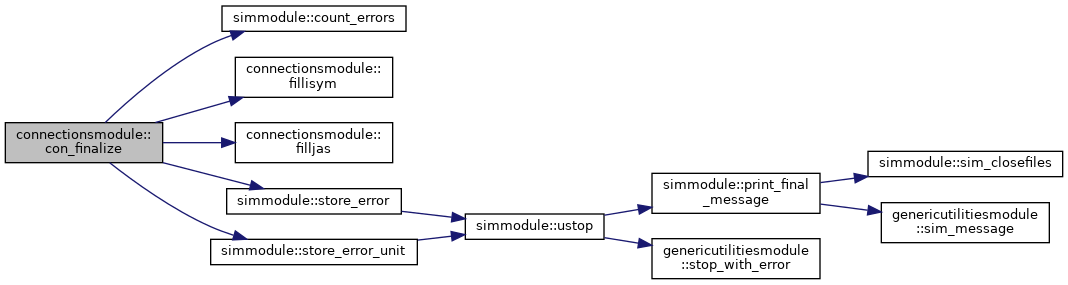 connectionsmodule::
con_finalize
simmodule::count_errors
connectionsmodule::
fillisym
connectionsmodule::
filljas
simmodule::store_error
simmodule::store_error_unit
simmodule::ustop
simmodule::print_final
_message
genericutilitiesmodule
::stop_with_error
simmodule::sim_closefiles
genericutilitiesmodule
::sim_message